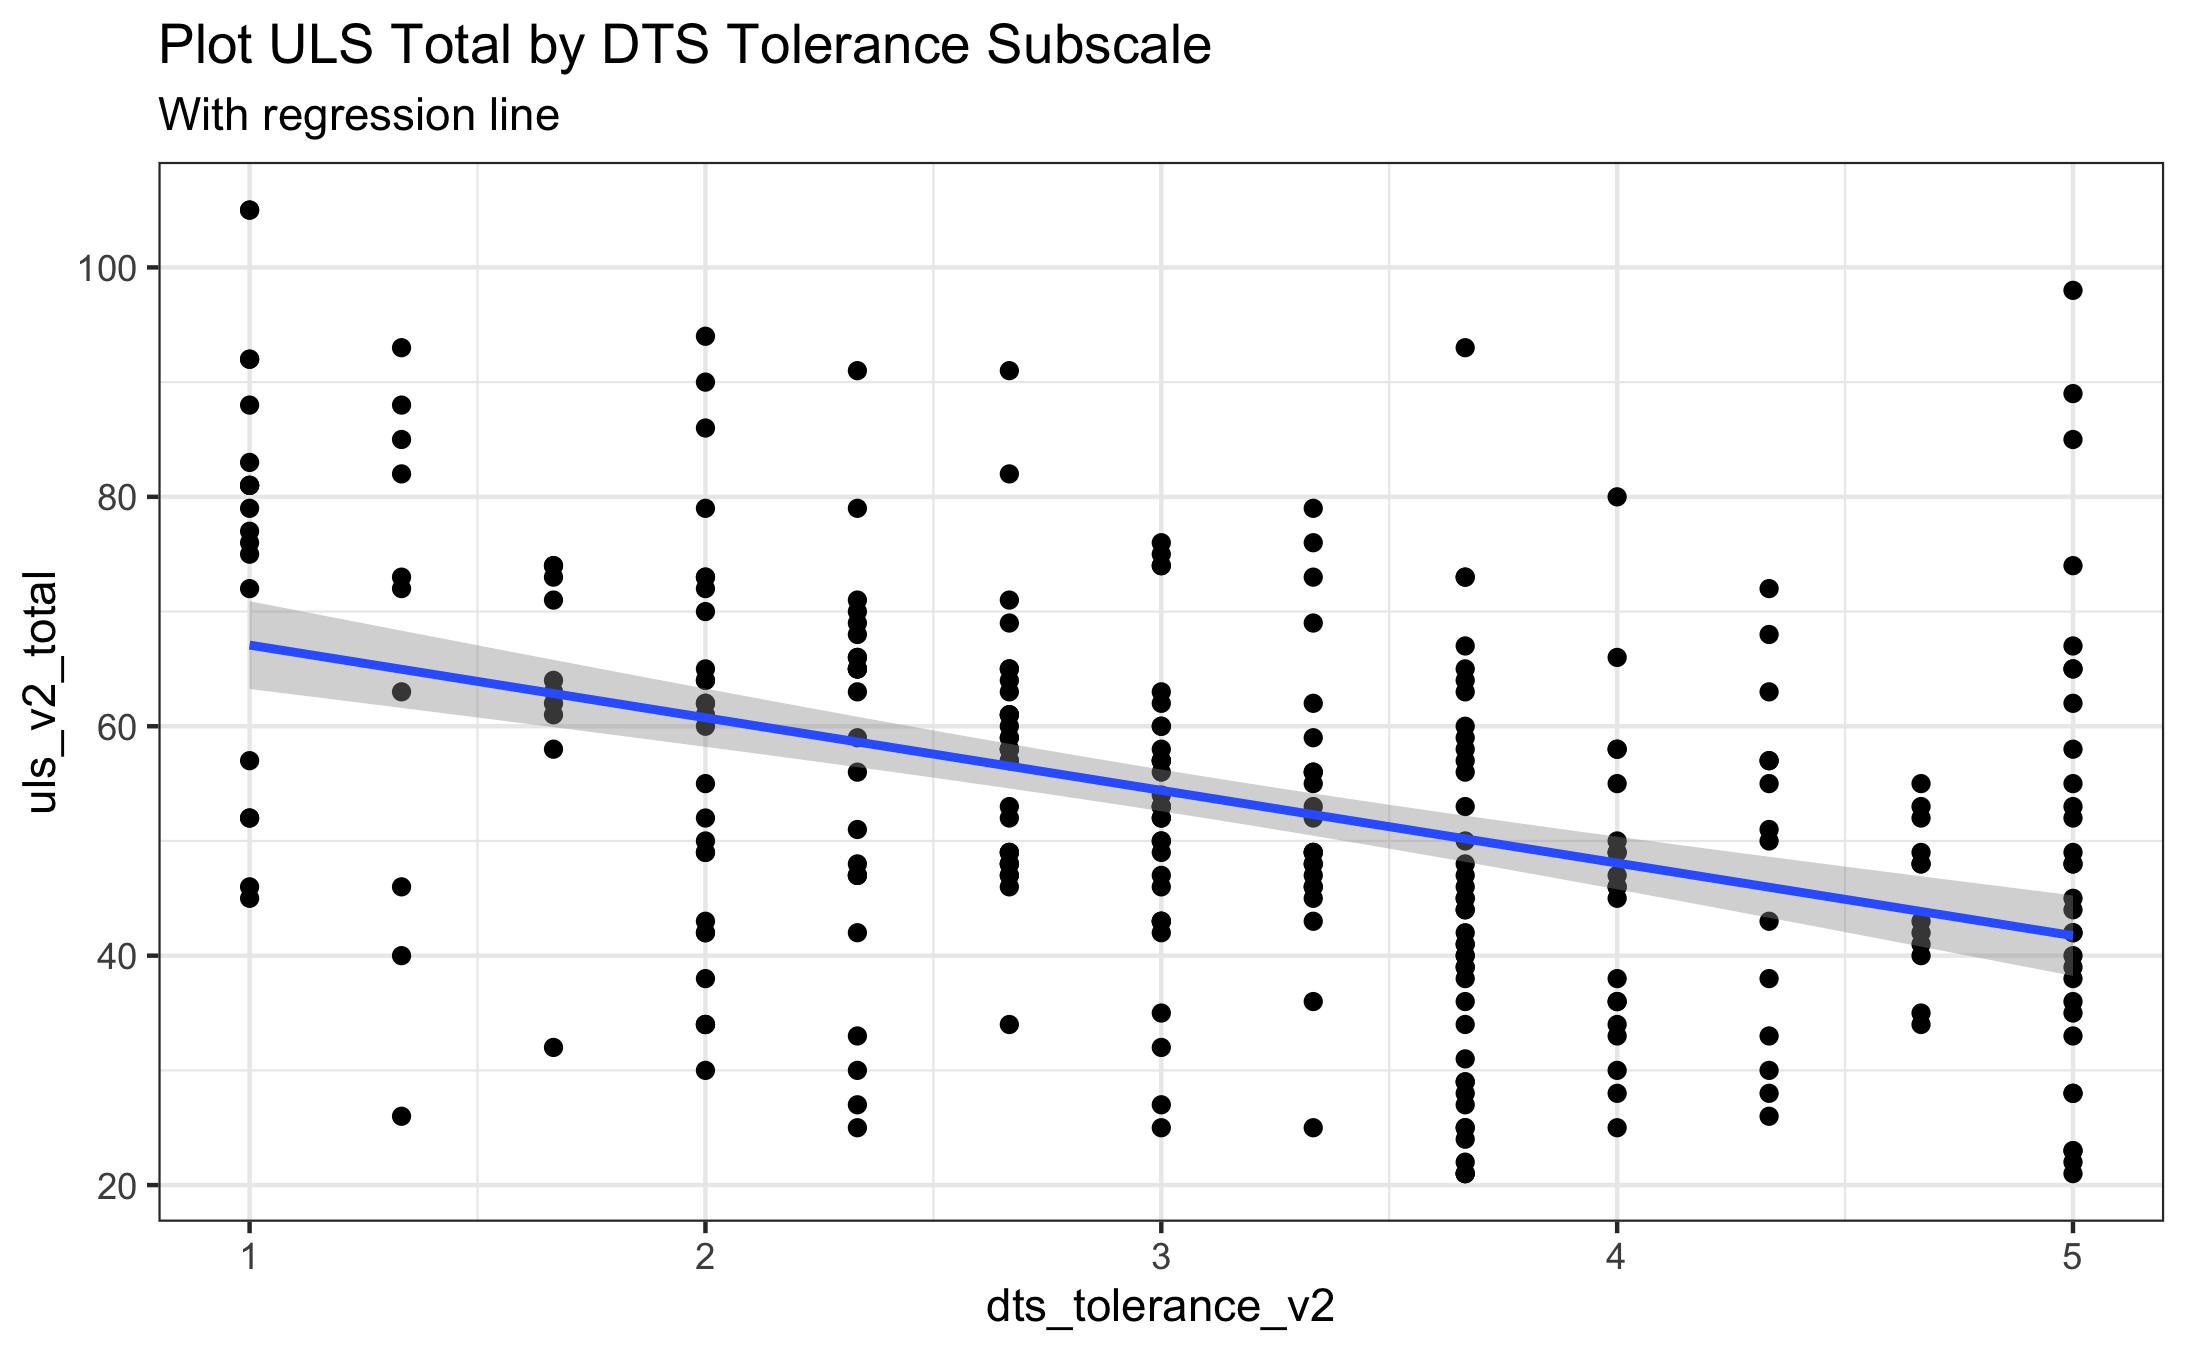 Plot ULS Total by DTS Tolerance Subscale
With regression line
uls_v2_total
100
80
60
40
20
1 2 3 4 5
dts_tolerance_v2